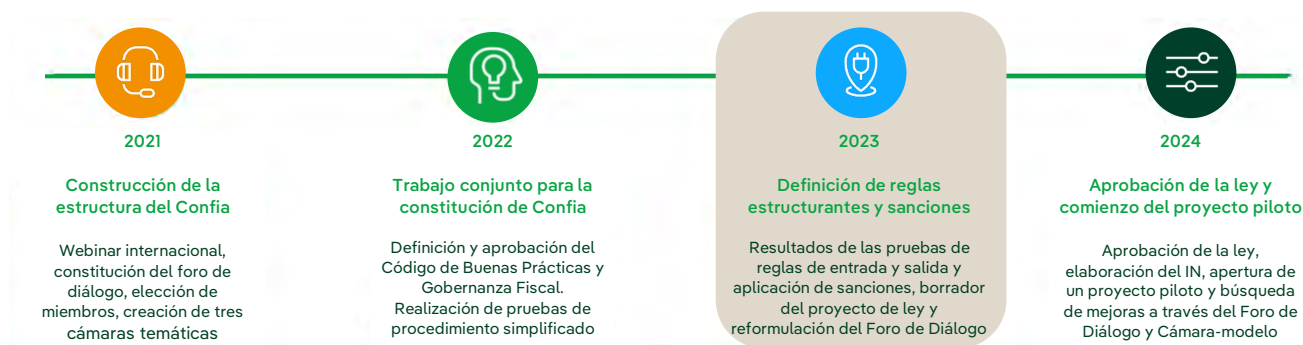 2021
Construcción de la
estructura del Confia
Webinar internacional,
constitución del foro de
diálogo, elección de
miembros, creación de tres
cámaras temáticas
2022
Trabajo conjunto para la
constitución de Confia
Definición y aprobación del
Código de Buenas Prácticas y
Gobernanza Fiscal.
Realización de pruebas de
procedimiento simplificado
2023
Definición de reglas
estructurantes y sanciones
Resultados de las pruebas de
reglas de entrada y salida y
aplicación de sanciones, borrador
del proyecto de ley y
reformulación del Foro de Diálogo
2024
Aprobación de la ley y
comienzo del proyecto piloto
Aprobación de la ley,
elaboración del IN, apertura de
un proyecto piloto y búsqueda
de mejoras a través del Foro de
Diálogo y Cámara-modelo